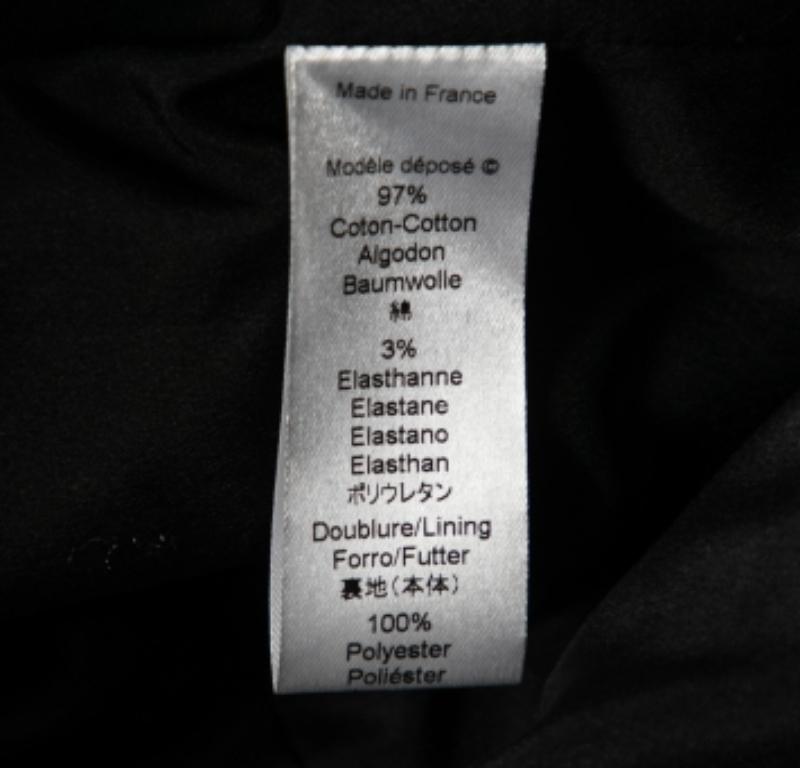 Made in France
Modèle déposé ©
97%
Coton-Cotton
Algodon
Baumwolle
綿
3%
Elasthanne
Elastane
Elastano
Elasthan
ポリウレタン
Doublure/Lining
Forro/Futter
裏地(本体)
100%
Polyester
Poliéster